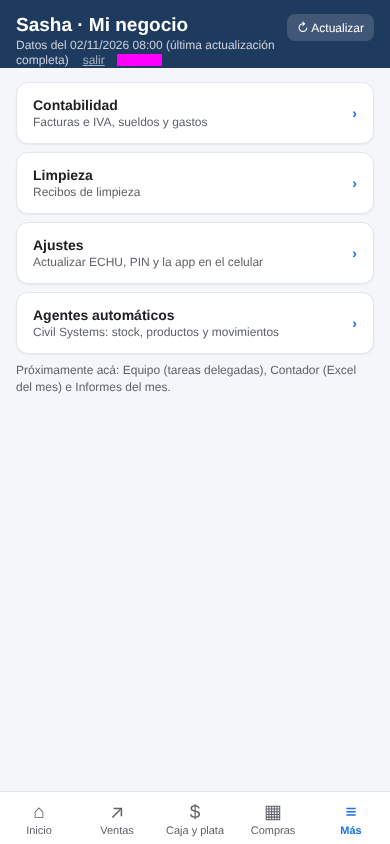 Sasha · Mi negocio
Actualizar
Datos del 02/11/2026 08:00 (última actualización
completa) salir
Contabilidad
Facturas e IVA, sueldos y gastos
Limpieza
Recibos de limpieza
Ajustes
Actualizar ECHU, PIN y la app en el celular
Agentes automáticos
Civil Systems: stock, productos y movimientos
Próximamente acá: Equipo (tareas delegadas), Contador (Excel
del mes) e Informes del mes.
Inicio Ventas Caja y plata Compras Más